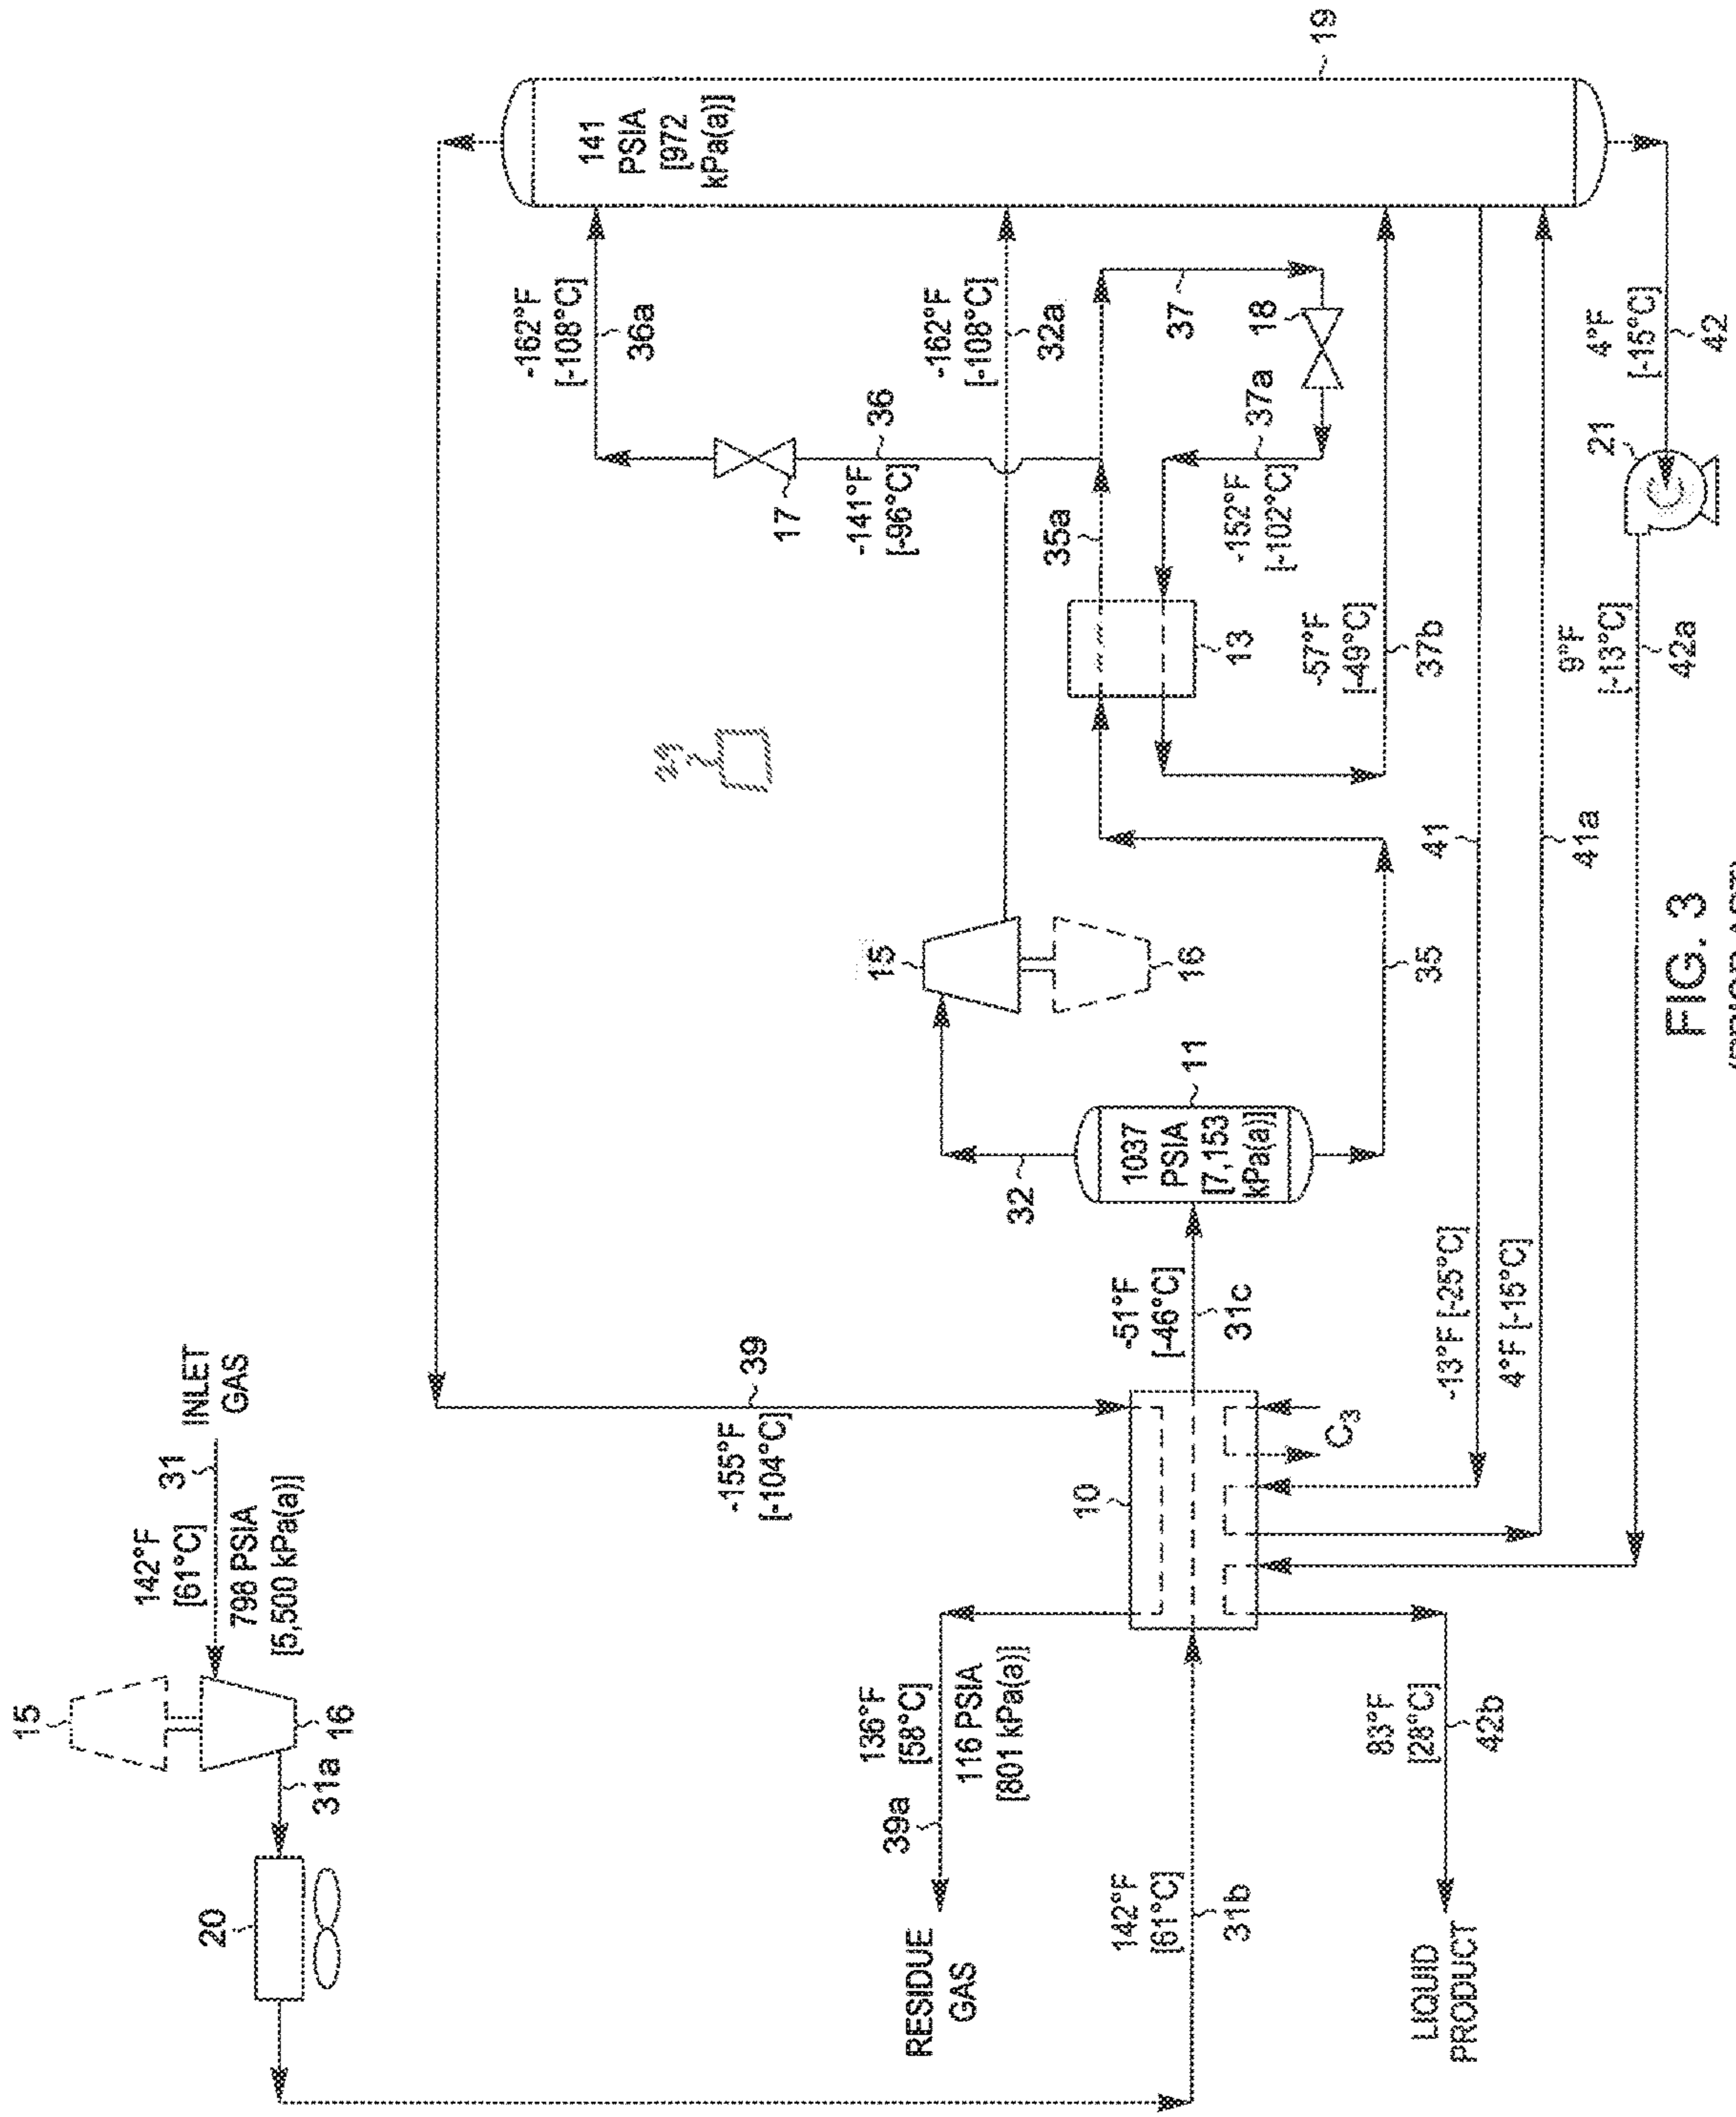 15
16
31a
20
142°F
[61°C]
31
798 PSIA
[5,500 kPa(a)]
INLET
GAS
-155°F
[-104°C]
39
136°F
[58°C]
39a
116 PSIA
[801 kPa(a)]
RESIDUE
GAS
142°F
[61°C]
31b
10
C3
-51°F
[-46°C]
31c
83°F
[28°C]
42b
LIQUID
PRODUCT
32
1037
PSIA
[7,153
kPa(a)]
11
15
16
35
-13°F [-25°C]
4°F [-15°C]
41
41a
13
35a
-57°F
[-49°C]
37b
-152°F
[-102°C]
37a
18
37
17
-141°F
[-96°C]
36
-162°F
[-108°C]
36a
-162°F
[-108°C]
32a
141
PSIA
[972
kPa(a)]
19
4°F
[-15°C]
42
21
9°F
[-13°C]
42a
FIG. 3
(PRIOR ART)